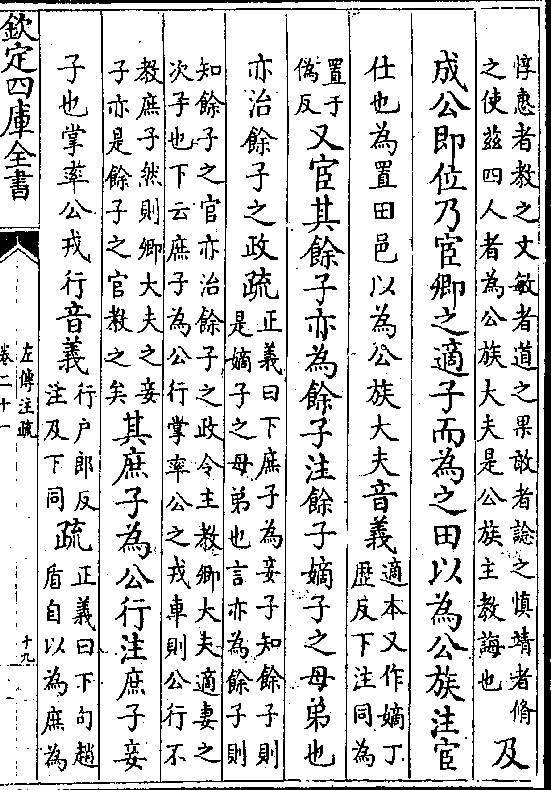 惇惠者教之文敏者道之果敢者諗之慎靖者脩
之使兹四人者為公族大夫是公族主教誨也
及
成公即位乃宦卿之適子而為之田以為公族注宦
仕也為置田邑以為公族大夫音義
適本又作嫡丁
歴反下注同為
置于
偽反
又宦其餘子亦為餘子注餘子嫡子之母弟也
亦治餘子之政疏
正義曰下庶子為妾子知餘子則
是嫡子之母弟也言亦為餘子則
知餘子之官亦治餘子之政令主教卿大夫適妻之
次子也下云庶子為公行掌率公之戎車則公行不
教庶子然則卿大夫之妾
子亦是餘子之官教之矣
其庶子為公行注庶子妾
子也掌率公戎行音義
行户郎反
注及下同
疏
正義曰下句趙
盾自以為庶為
欽定四庫全書
左傳注疏
卷二十一
十九